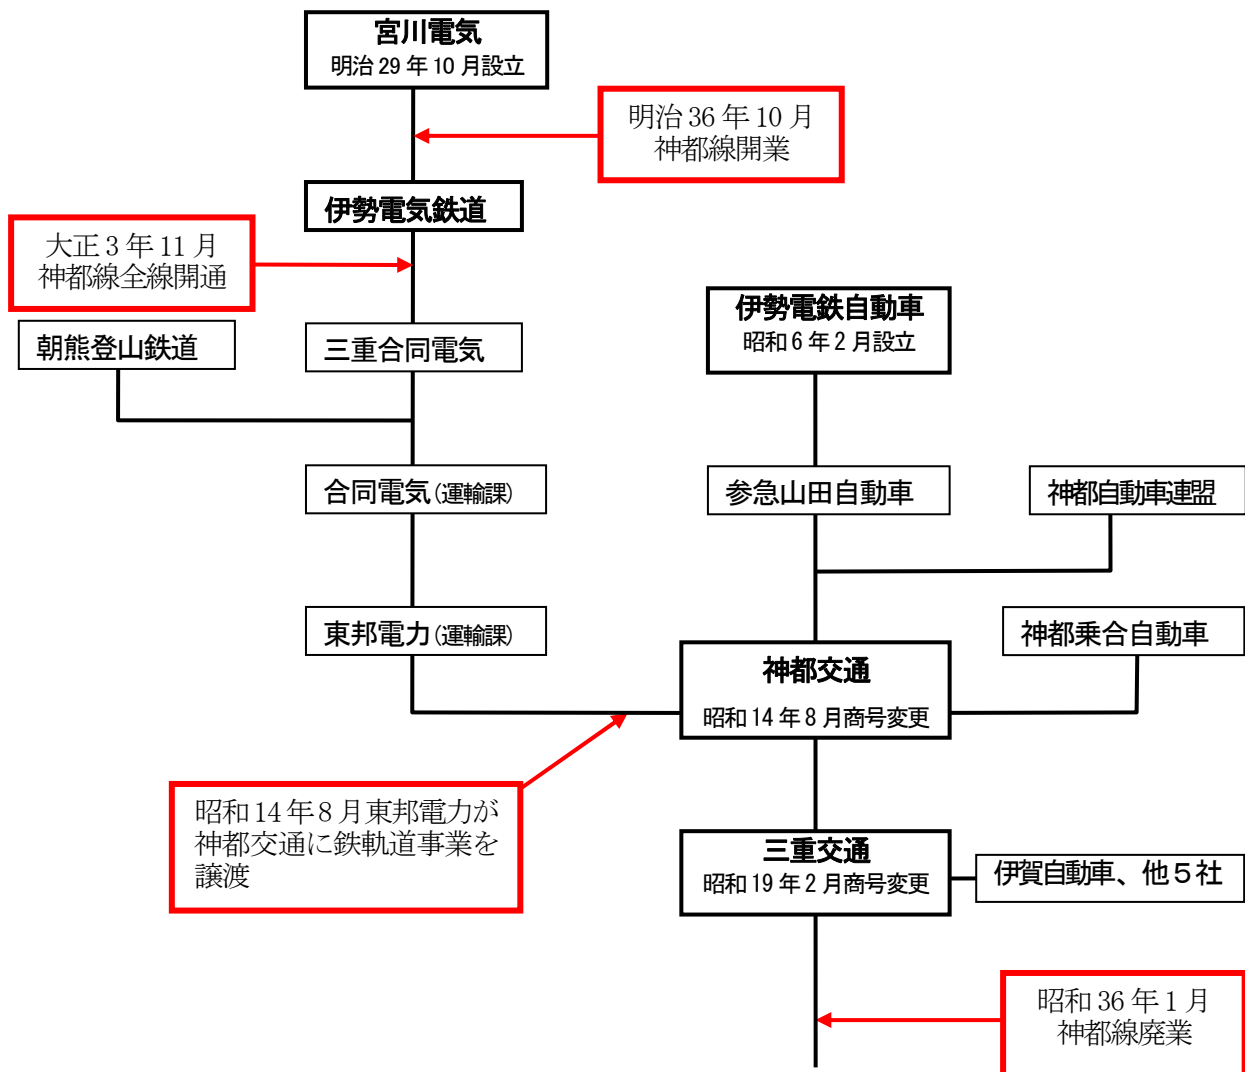 宮川電気
明治29年10月設立
明治36年10月
神都線開業
伊勢電気鉄道
大正3年11月
神都線全線開通
伊勢電鉄自動車
昭和6年2月設立
朝熊登山鉄道
三重合同電気
合同電気(運輸課)
参急山田自動車
神都自動車連盟
東邦電力(運輸課)
神都乗合自動車
神都交通
昭和14年8月商号変更
昭和14年8月東邦電力が
神都交通に鉄軌道事業を
譲渡
三重交通
昭和19年2月商号変更
伊賀自動車、他5社
昭和36年1月
神都線廃業